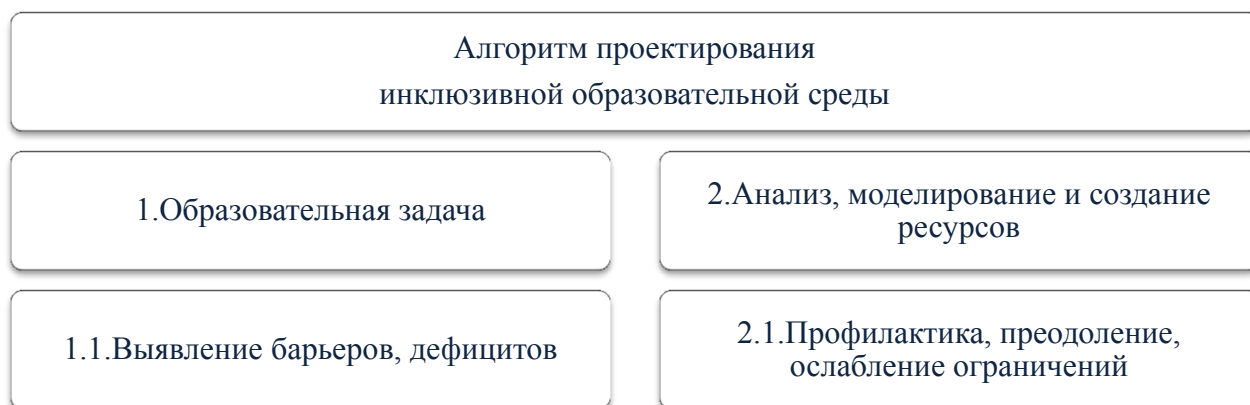 Алгоритм проектирования
инклюзивной образовательной среды
1.Образовательная задача
2.Анализ, моделирование и создание
ресурсов
1.1.Выявление барьеров, дефицитов
2.1.Профилактика, преодоление,
ослабление ограничений